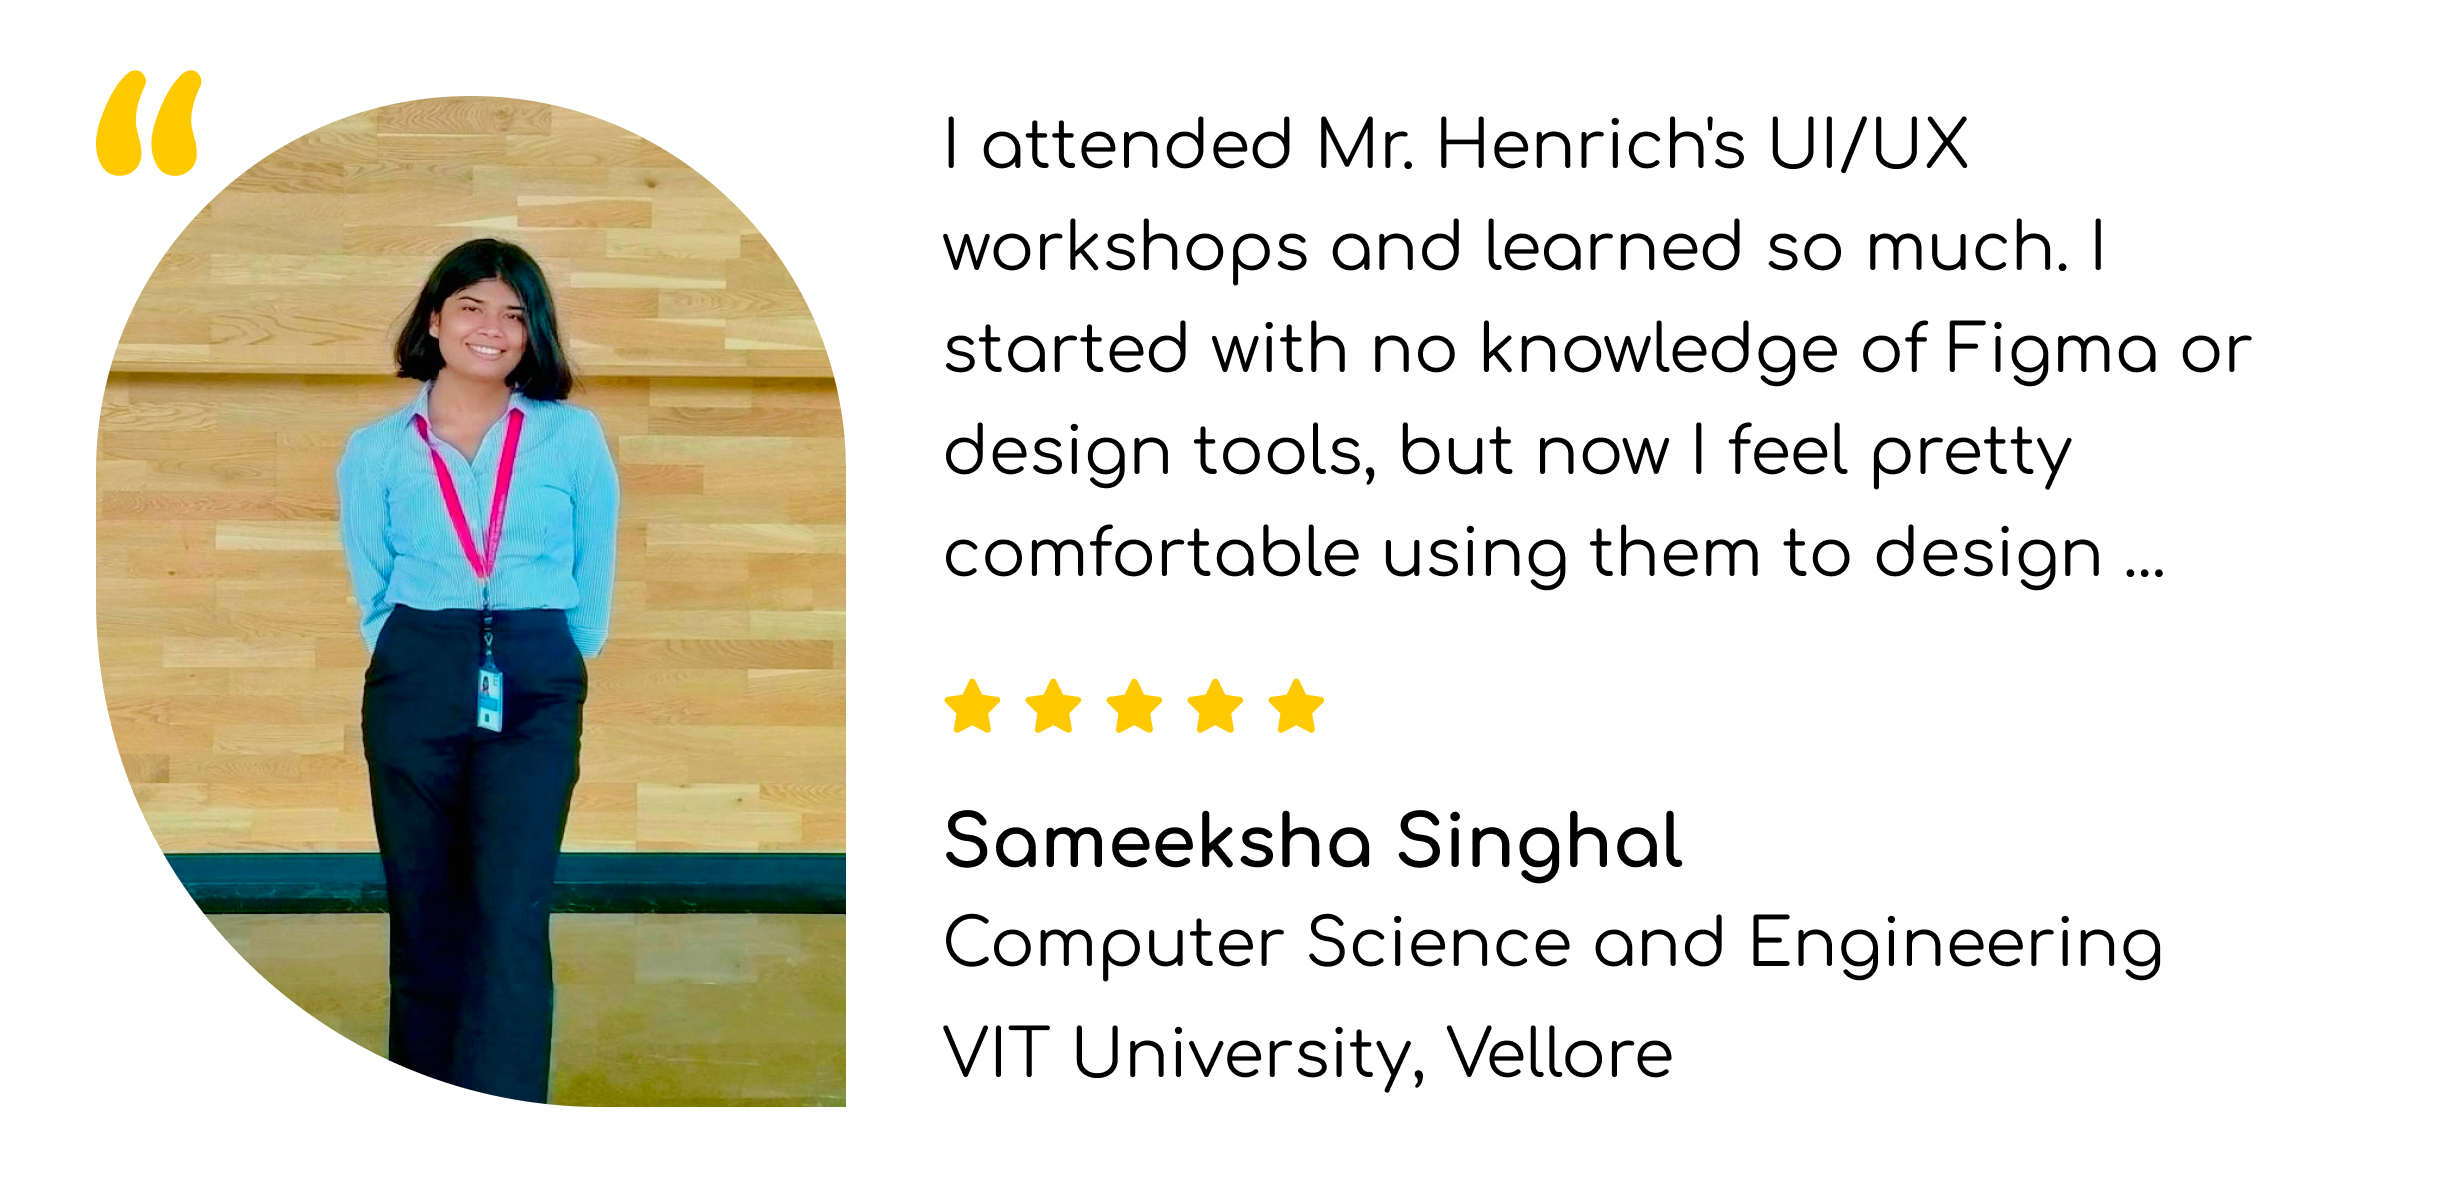 I attended Mr. Henrich's UI/UX
workshops and learned so much. I
started with no knowledge of Figma or
design tools, but now I feel pretty
comfortable using them to design ...
Sameeksha Singhal
Computer Science and Engineering
VIT University, Vellore